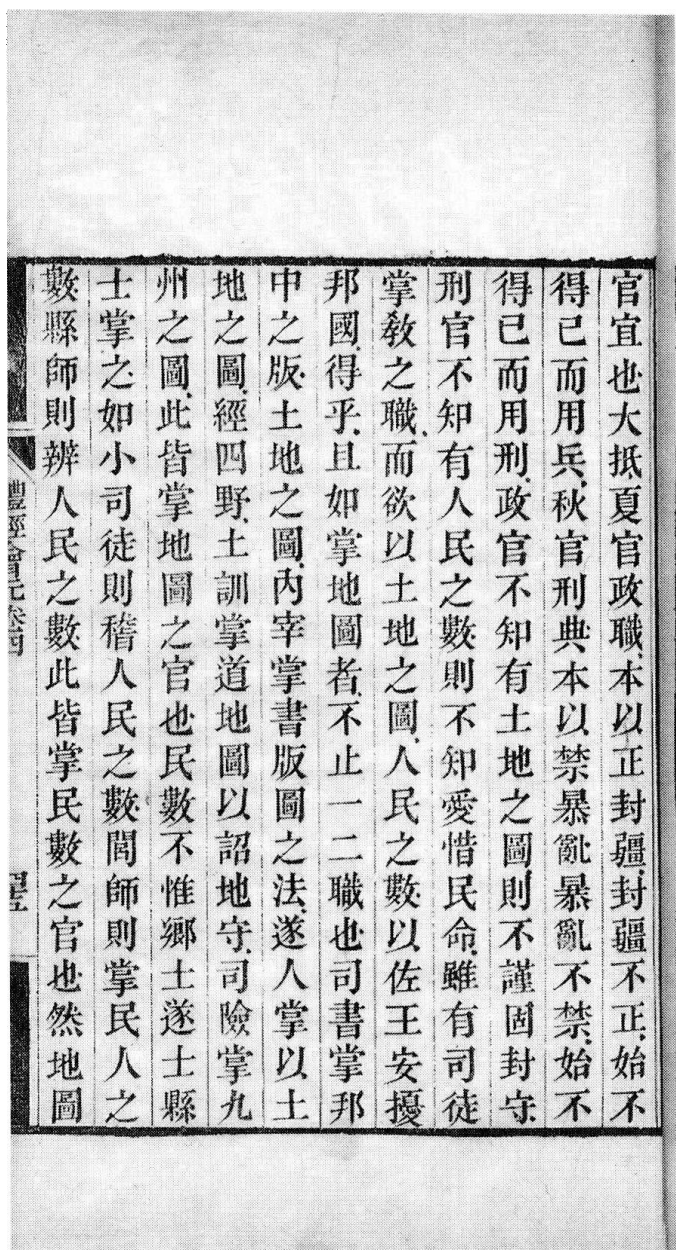 官宜也大抵夏官政職本以正封疆封疆不正始不
得已而用兵秋官刑典本以禁暴亂暴亂不禁始不
得已而用刑政官不知有土地之圖則不謹固封守
刑官不知有人民之數則不知愛惜民命雖有司徒
掌敎之職而欲以土地之圖人民之數以佐王安擾
邦國得乎且如掌地圖者不止一二職也司書掌邦
中之版土地之圖內宰掌書版圖之法遂人掌以土
地之圖經四野土訓掌道地圖以詔地守司險掌九
州之圖此皆掌地圖之官也民數不惟鄉士遂士縣
士掌之如小司徒則稽人民之數閭師則掌民人之
數縣師則辨人民之數此皆掌民數之官也然地圖
禮經會元卷四